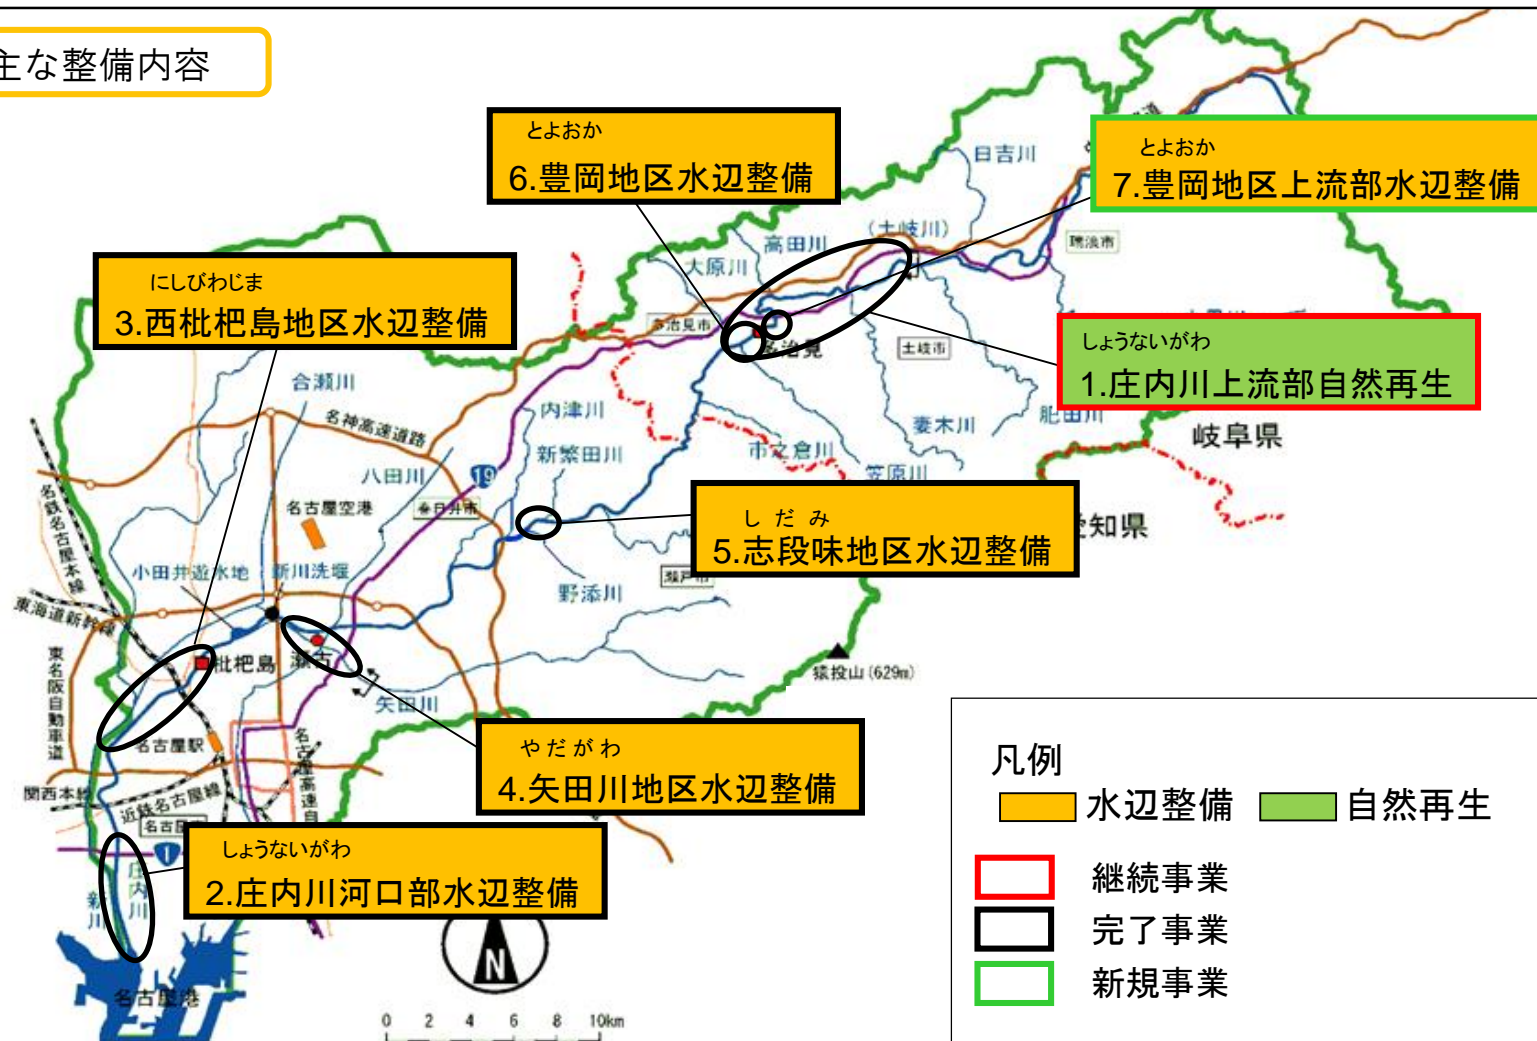 主な整備内容
とよおか
6.豊岡地区水辺整備
とよおか
7.豊岡地区上流部水辺整備
日吉川
(土岐川)
高田川
大原川
瑞浪市
にしびわじま
3.西枇杷島地区水辺整備
多治見市
多治見
土岐市
しょうないがわ
1.庄内川上流部自然再生
合瀬川
名神高速道路
内津川
新繁田川
妻木川
肥田川
岐阜県
市之倉川
笠原川
八田川
19
春日井市
名古屋空港
名鉄名古屋本線
しだみ
5.志段味地区水辺整備
愛知県
小田井遊水地
新川洗堰
瀬戸市
野添川
東海道新幹線
東名阪自動車道
枇杷島
瀬古
猿投山(629m)
矢田川
名古屋駅
やだがわ
4.矢田川地区水辺整備
関西本線
近鉄名古屋線
名古屋高速
1
しょうないがわ
2.庄内川河口部水辺整備
庄内川
新川
名古屋港
N
0 2 4 6 8 10km
凡例
水辺整備
自然再生
継続事業
完了事業
新規事業